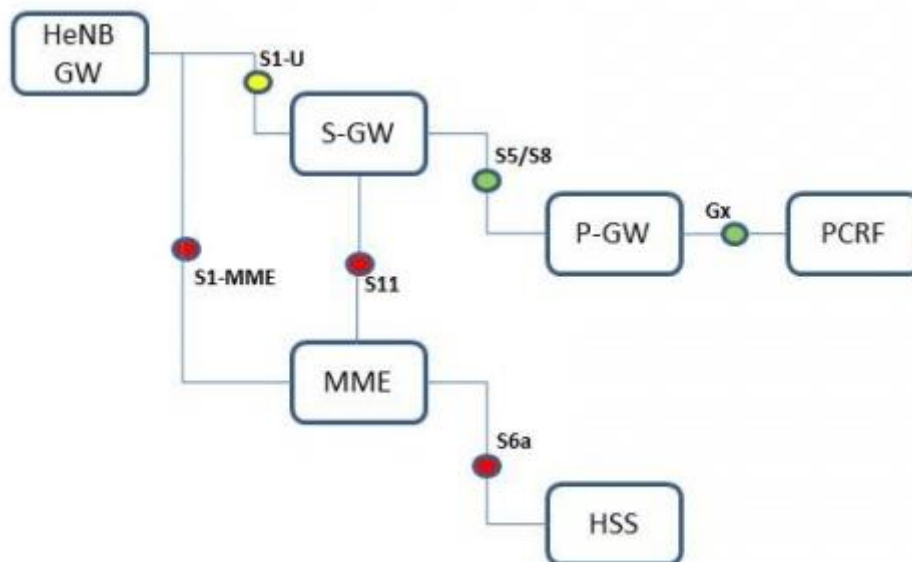 HeNB
GW
S1-U
S-GW
S5/S8
P-GW
Gx
PCRF
S1-MME
S11
MME
S6a
HSS